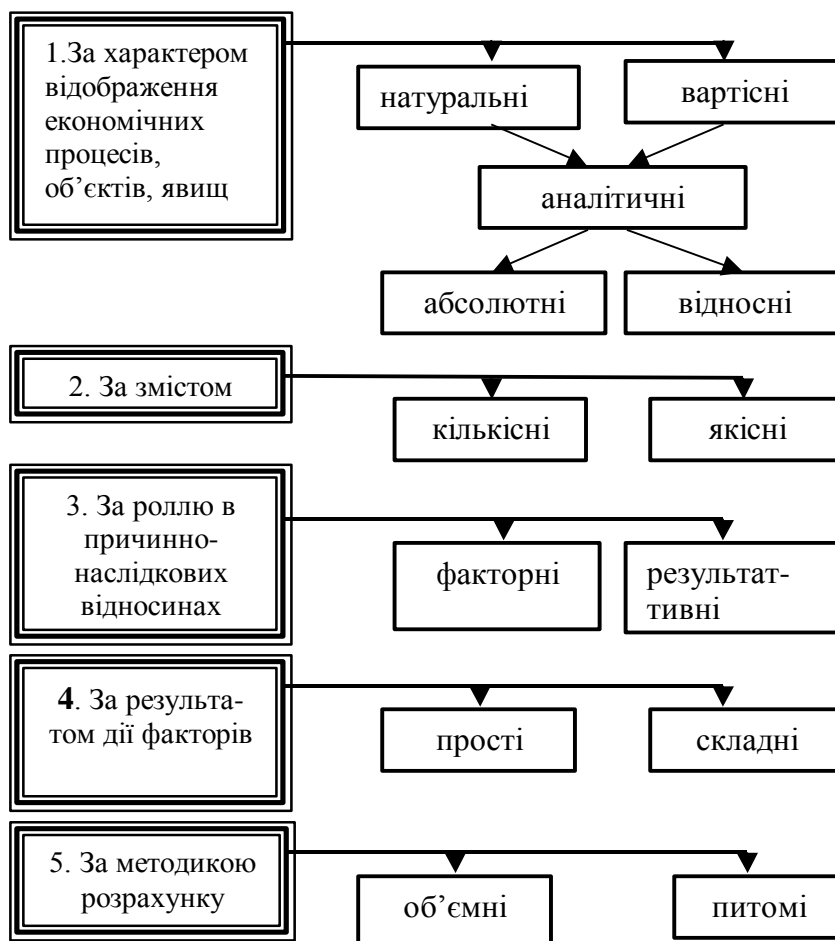 1.За характером
відображення
економічних
процесів,
об’єктів, явищ
натуральні
вартісні
аналітичні
абсолютні
відносні
2. За змістом
кількісні
якісні
3. За роллю в
причинно-
наслідкових
відносинах
факторні
результат-
тивні
4. За результа-
том дії факторів
прості
складні
5. За методикою
розрахунку
об’ємні
питомі